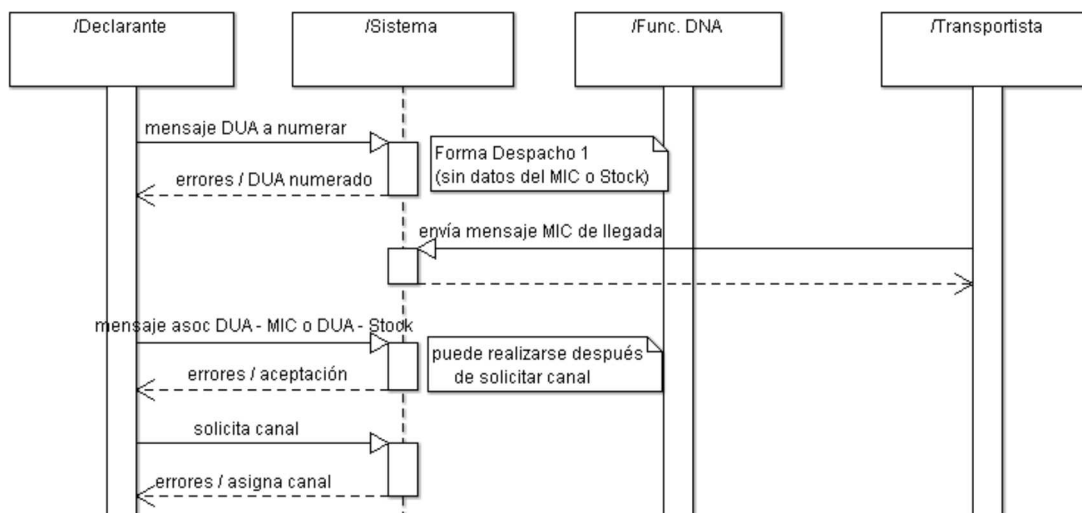 /Declarante
/Sistema
/Func. DNA
/Transportista
mensaje DUA a numerar
Forma Despacho 1
(sin datos del MIC o Stock)
errores / DUA numerado
envía mensaje MIC de llegada
mensaje asoc DUA - MIC o DUA - Stock
puede realizarse después
de solicitar canal
errores / aceptación
solicita canal
errores / asigna canal